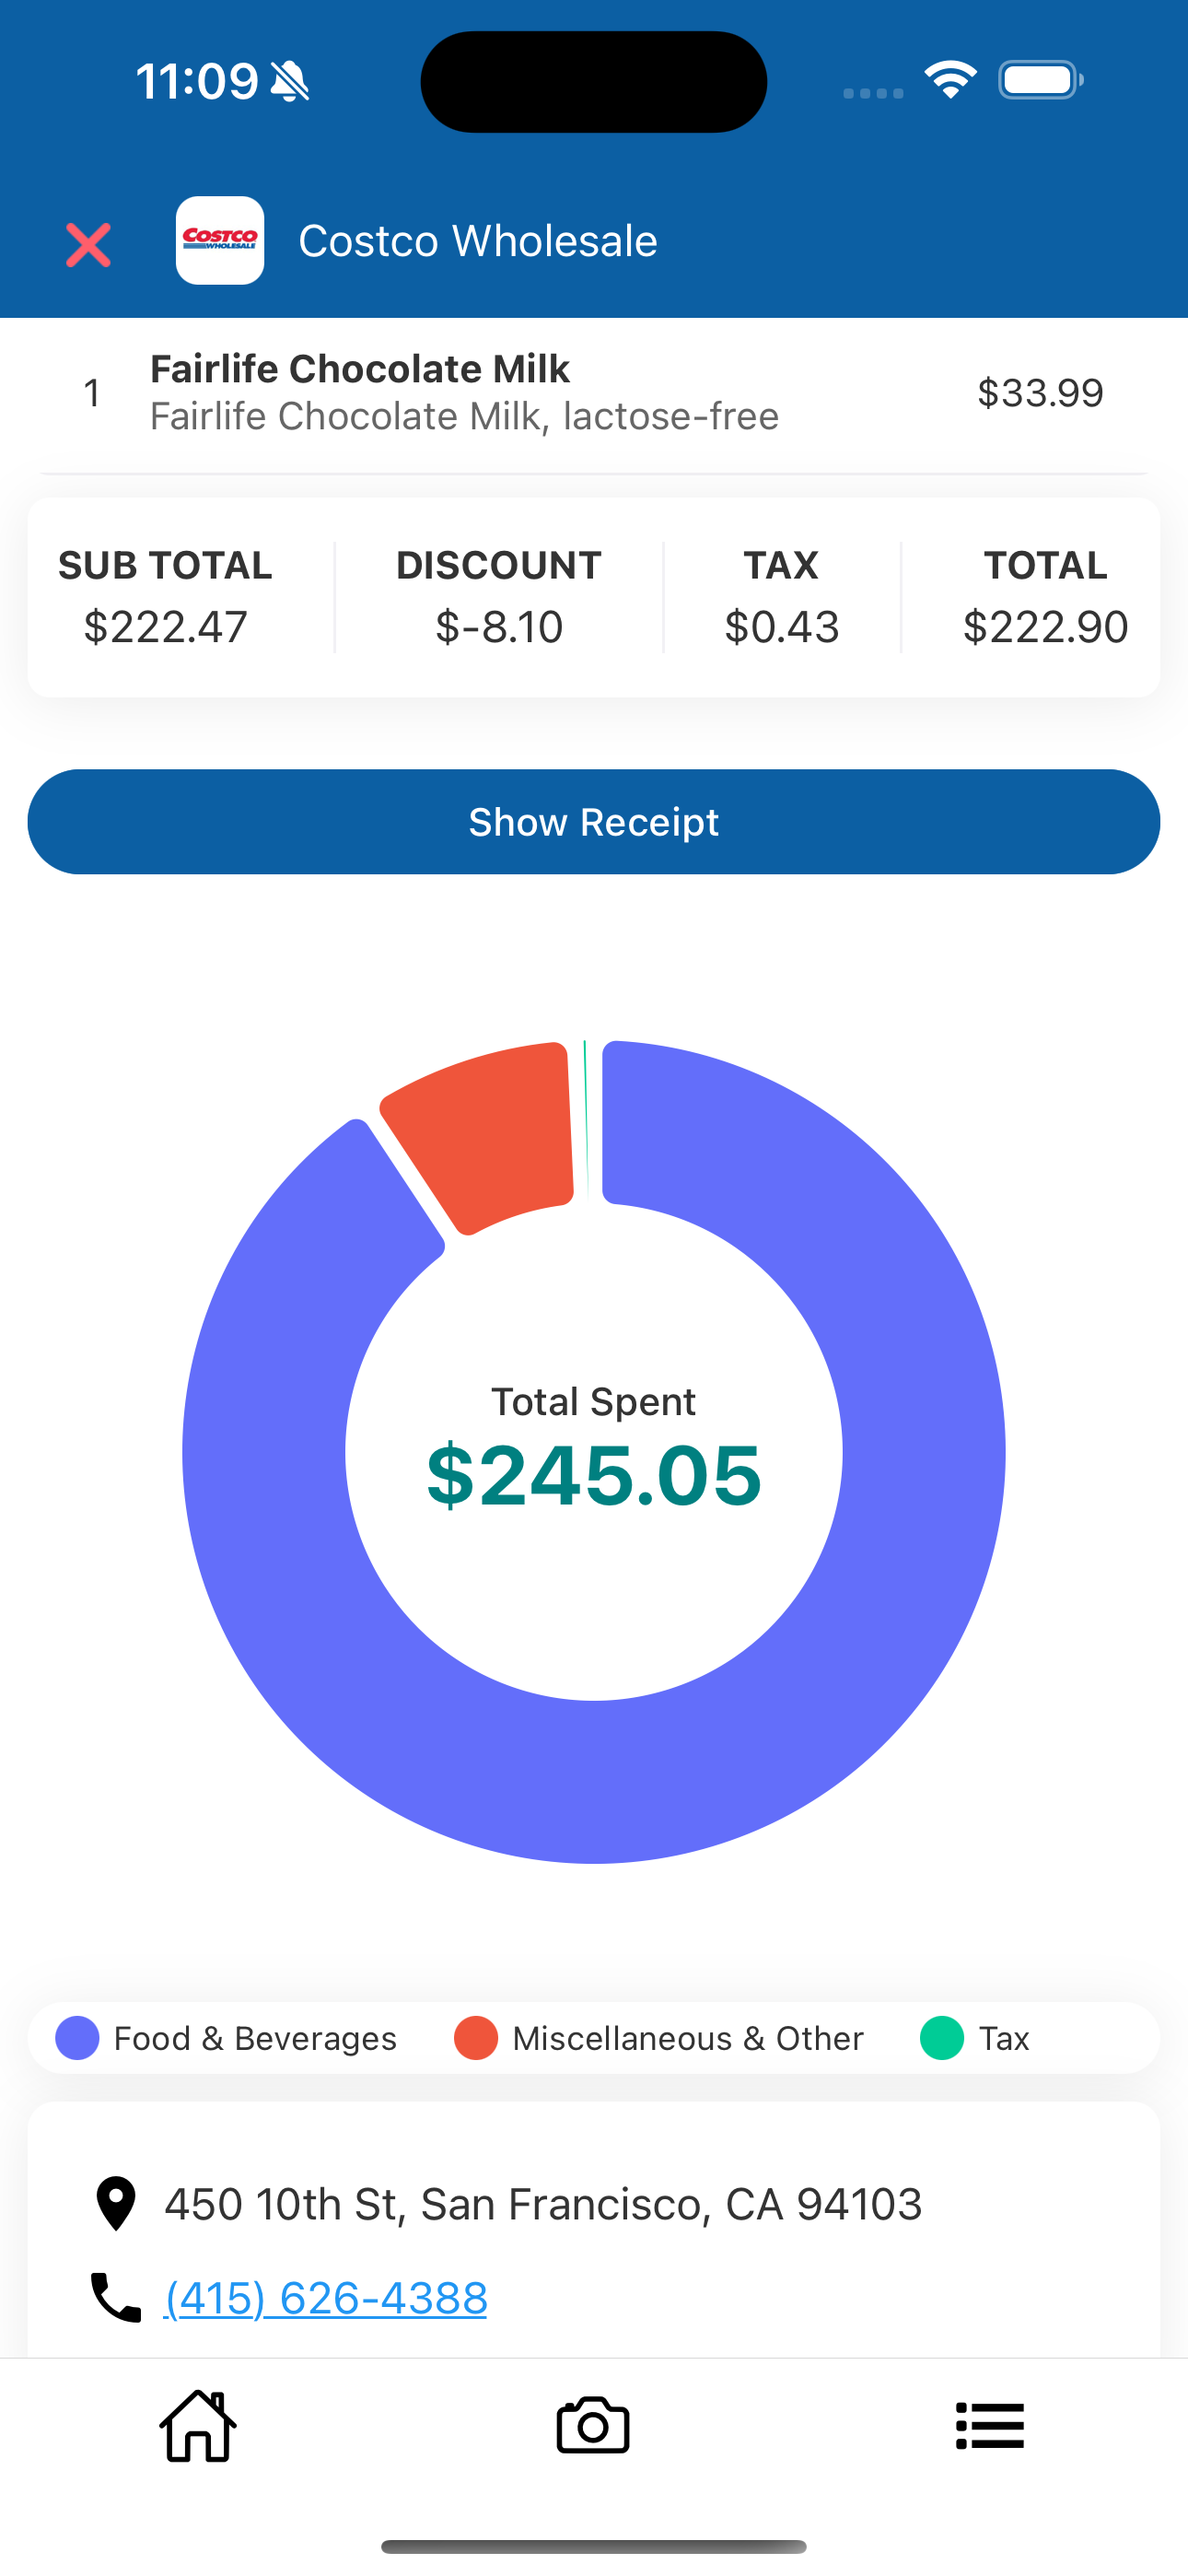 11:09
COSTCO
WHOLESALE
Costco Wholesale
1
Fairlife Chocolate Milk
Fairlife Chocolate Milk, lactose-free
$33.99
SUB TOTAL DISCOUNT TAX TOTAL
$222.47 $-8.10 $0.43 $222.90
Show Receipt
Total Spent
$245.05
Food & Beverages Miscellaneous & Other Tax
450 10th St, San Francisco, CA 94103
(415) 626-4388